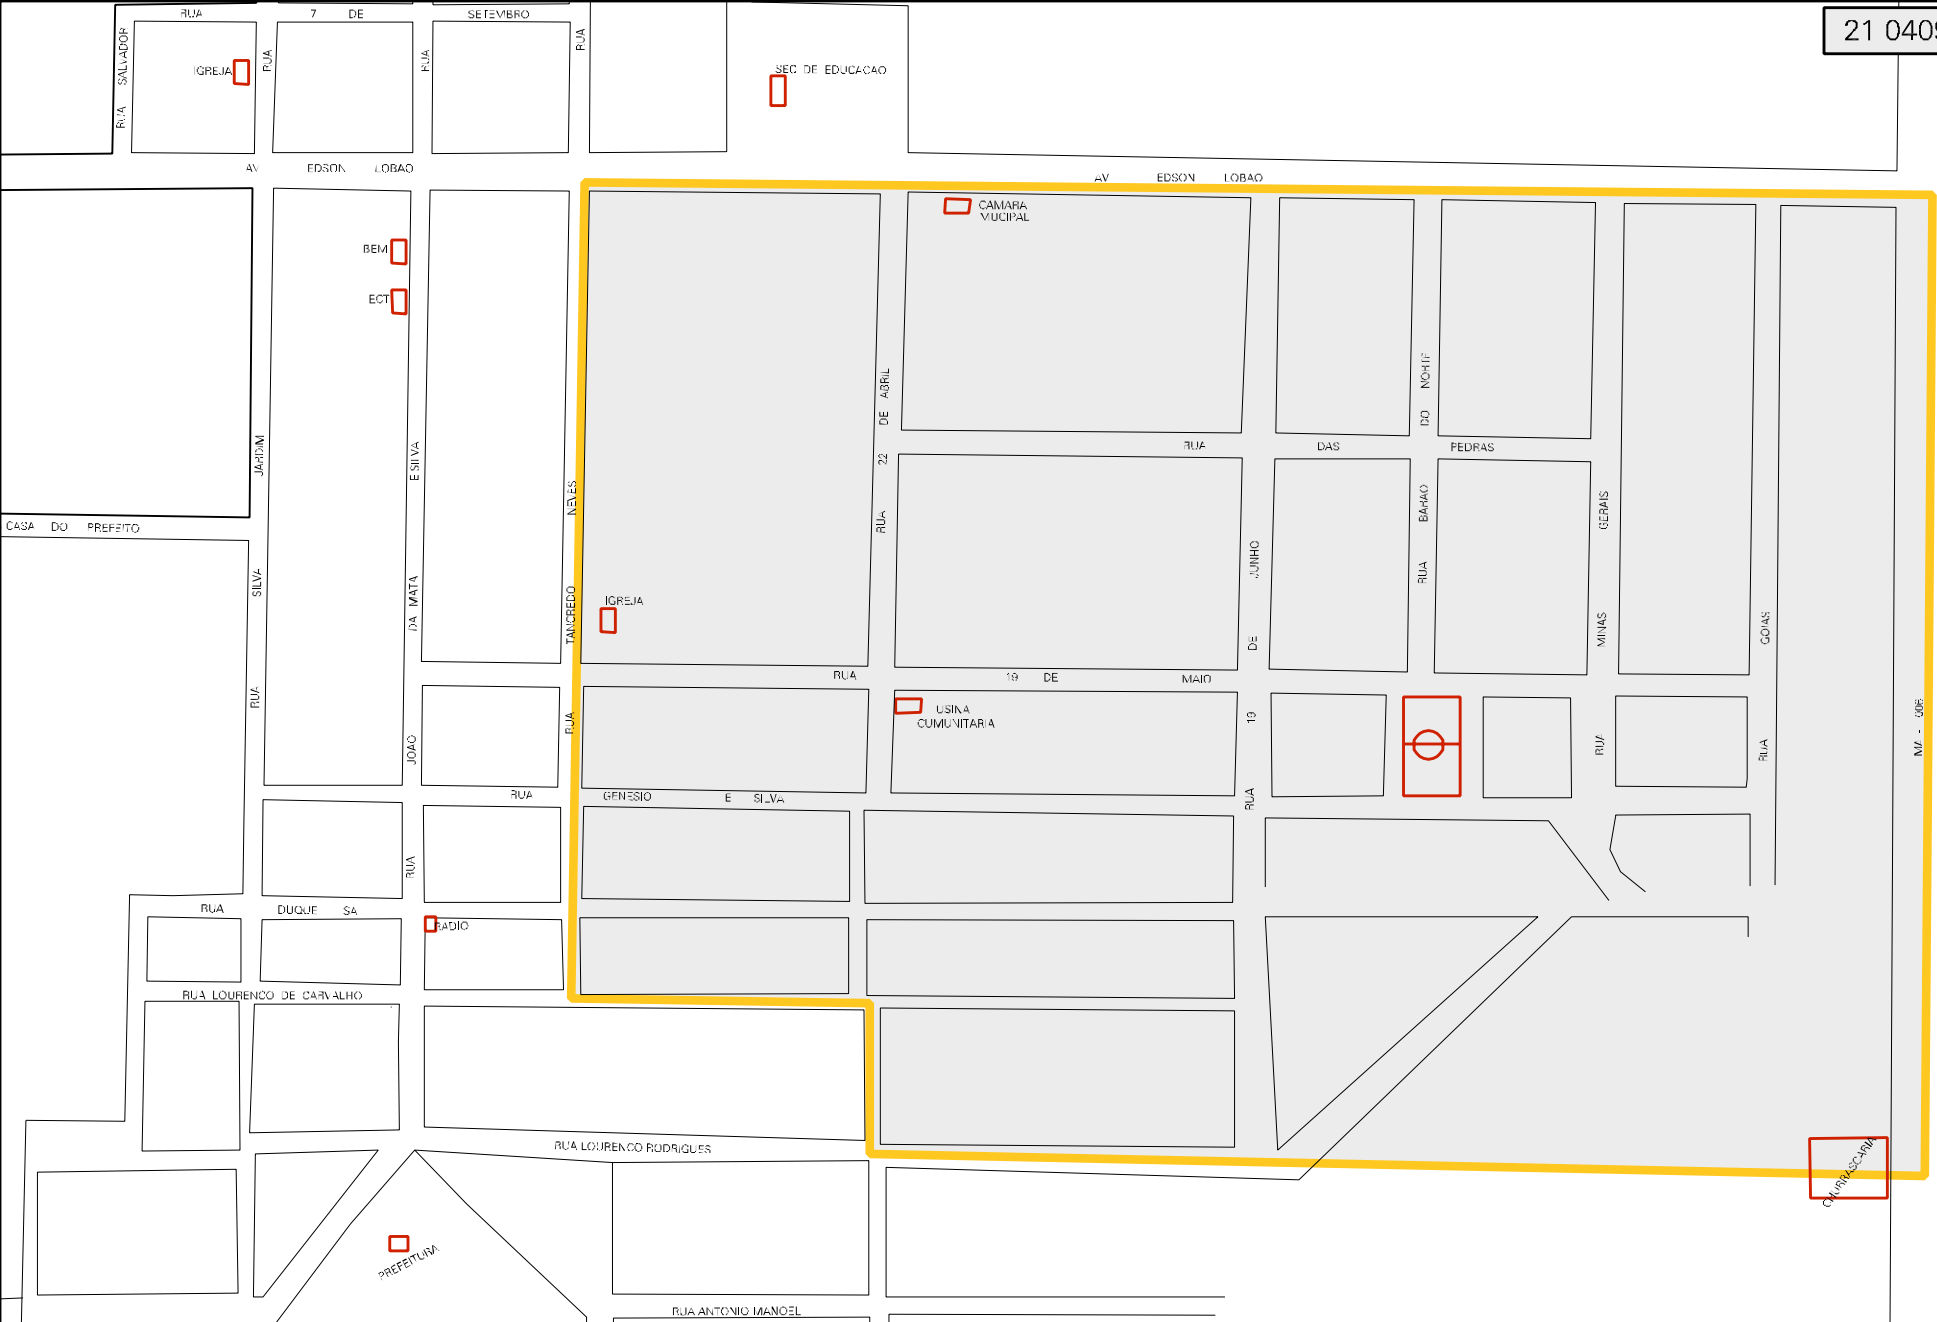 RUA 7 DE SETEMBRO
21 0409
RUA SALVADOR
IGREJA
RUA
RUA
RUA
SEC DE EDUCACAO
AV EDSON LOBAO
AV EDSON LOBAO
CAMARA
MUCIPAL
BEM
ECT
RUA SILVA JARDIM
RUA JOAO DA MATA E SILVA
RUA TANCREDO NEVES
RUA 22 DE ABRIL
RUA DAS PEDRAS
RUA BARAO DO NORTE
RUA MINAS GERAIS
RUA 19 DE JUNHO
RUA GOIAS
MA - 006
CASA DO PREFEITO
IGREJA
RUA 19 DE MAIO
USINA
CUMUNITARIA
RUA GENESIO E SILVA
RUA DUQUE SA
RADIO
RUA LOURENCO DE CARVALHO
RUA LOURENCO RODRIGUES
CHURRASCARIA
PREFEITURA
RUA ANTONIO MANOEL